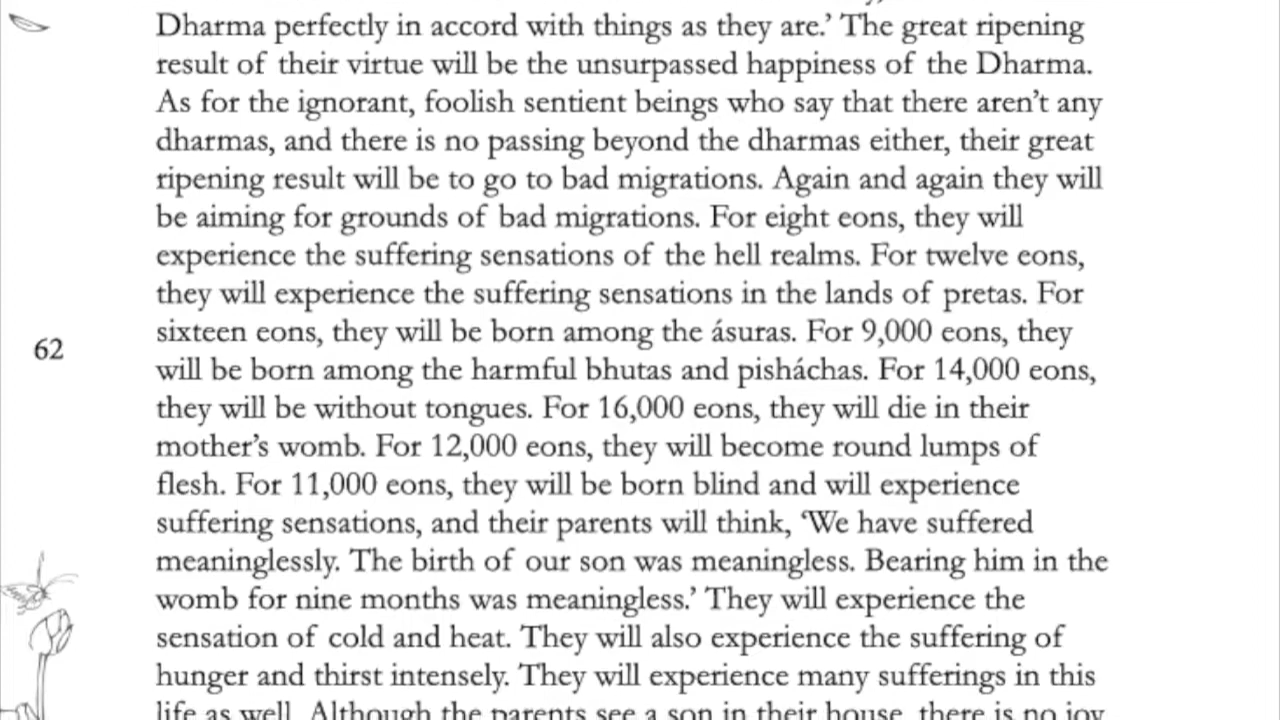 Dharma perfectly in accord with things as they are.’ The great ripening
result of their virtue will be the unsurpassed happiness of the Dharma.
As for the ignorant, foolish sentient beings who say that there aren’t any
dharmas, and there is no passing beyond the dharmas either, their great
ripening result will be to go to bad migrations. Again and again they will
be aiming for grounds of bad migrations. For eight eons, they will
experience the suffering sensations of the hell realms. For twelve eons,
they will experience the suffering sensations in the lands of pretas. For
sixteen eons, they will be born among the ásuras. For 9,000 eons, they
62
will be born among the harmful bhutas and pisháchas. For 14,000 eons,
they will be without tongues. For 16,000 eons, they will die in their
mother’s womb. For 12,000 eons, they will become round lumps of
flesh. For 11,000 eons, they will be born blind and will experience
suffering sensations, and their parents will think, ‘We have suffered
meaninglessly. The birth of our son was meaningless. Bearing him in the
womb for nine months was meaningless.’ They will experience the
sensation of cold and heat. They will also experience the suffering of
hunger and thirst intensely. They will experience many sufferings in this
life as well. Although the parents see a son in their house, there is no joy